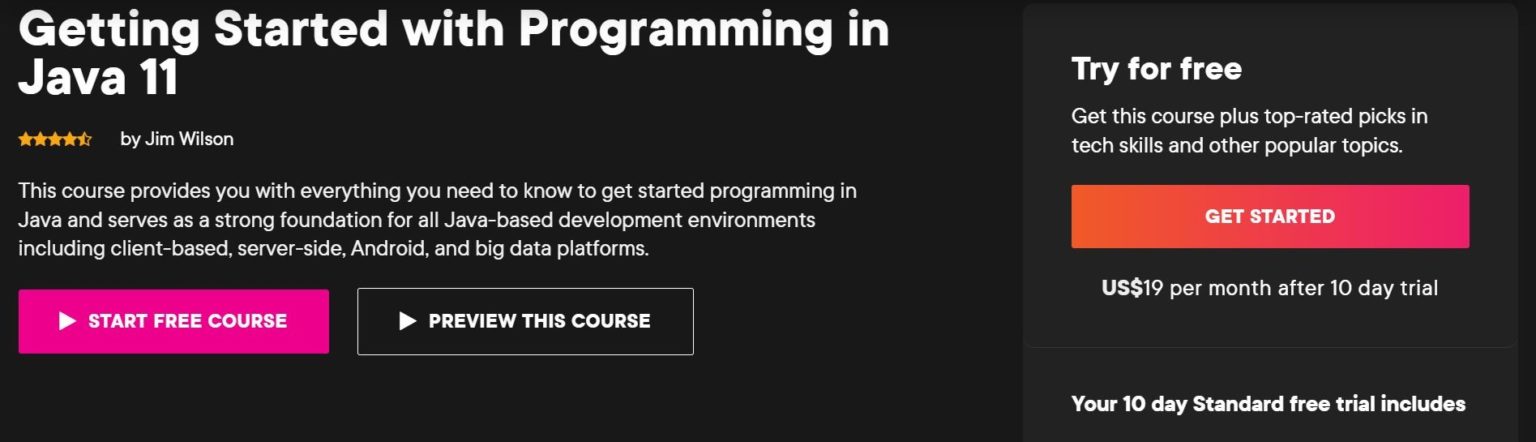 Getting Started with Programming in
Java 11
by Jim Wilson
This course provides you with everything you need to know to get started programming in
Java and serves as a strong foundation for all Java-based development environments
including client-based, server-side, Android, and big data platforms.
START FREE COURSE
PREVIEW THIS COURSE
Try for free
Get this course plus top-rated picks in
tech skills and other popular topics.
GET STARTED
US$19 per month after 10 day trial
Your 10 day Standard free trial includes